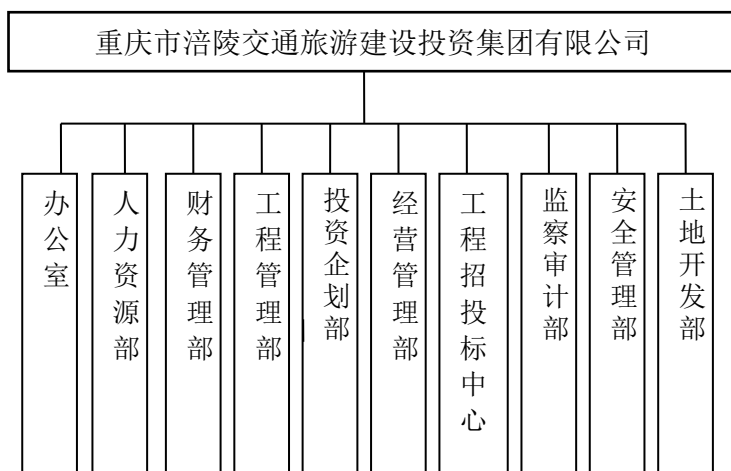 重庆市涪陵交通旅游建设投资集团有限公司
办公室
人力资源部
财务管理部
工程管理部
投资企划部
经营管理部
工程招投标中心
监察审计部
安全管理部
土地开发部